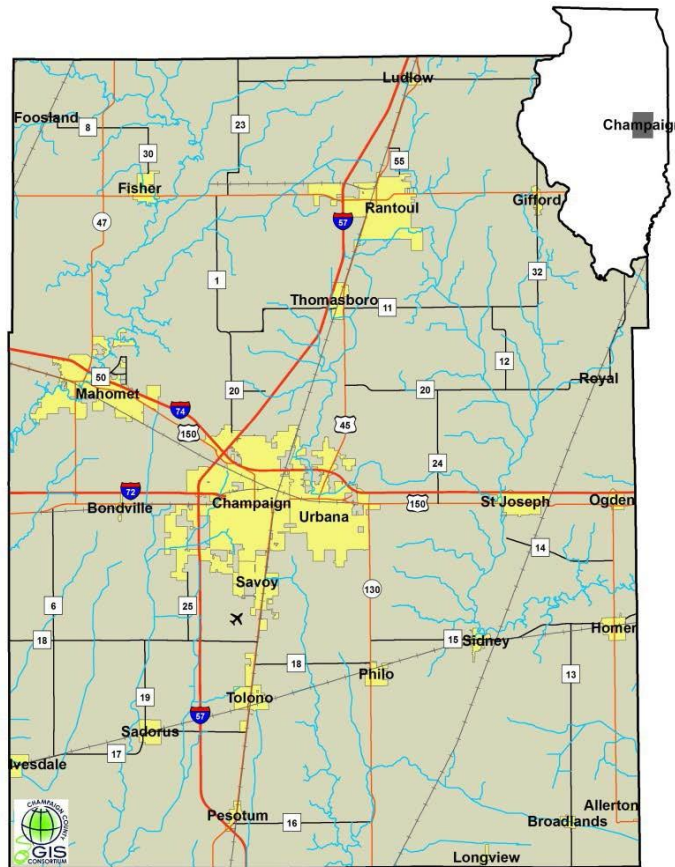 Ludlow
Champaign
Foosland
8
23
30
55
Fisher
Gifford
Rantoul
47
57
32
1
Thomasboro
11
12
50
Mahomet
20
20
Royal
74
150
45
24
72
Bondville
Champaign
Urbana
150
St Joseph
Ogden
14
Savoy
130
6
25
18
15
Sidney
Homer
18
Philo
13
19
Tolono
57
Sadorus
17
Ivesdale
Pesotum
16
Allerton
Broadlands
Longview
CHAMPAIGN COUNTY
GIS
CONSORTIUM